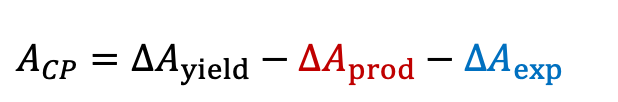 A_CP = ΔA_yield − ΔA_prod − ΔA_exp